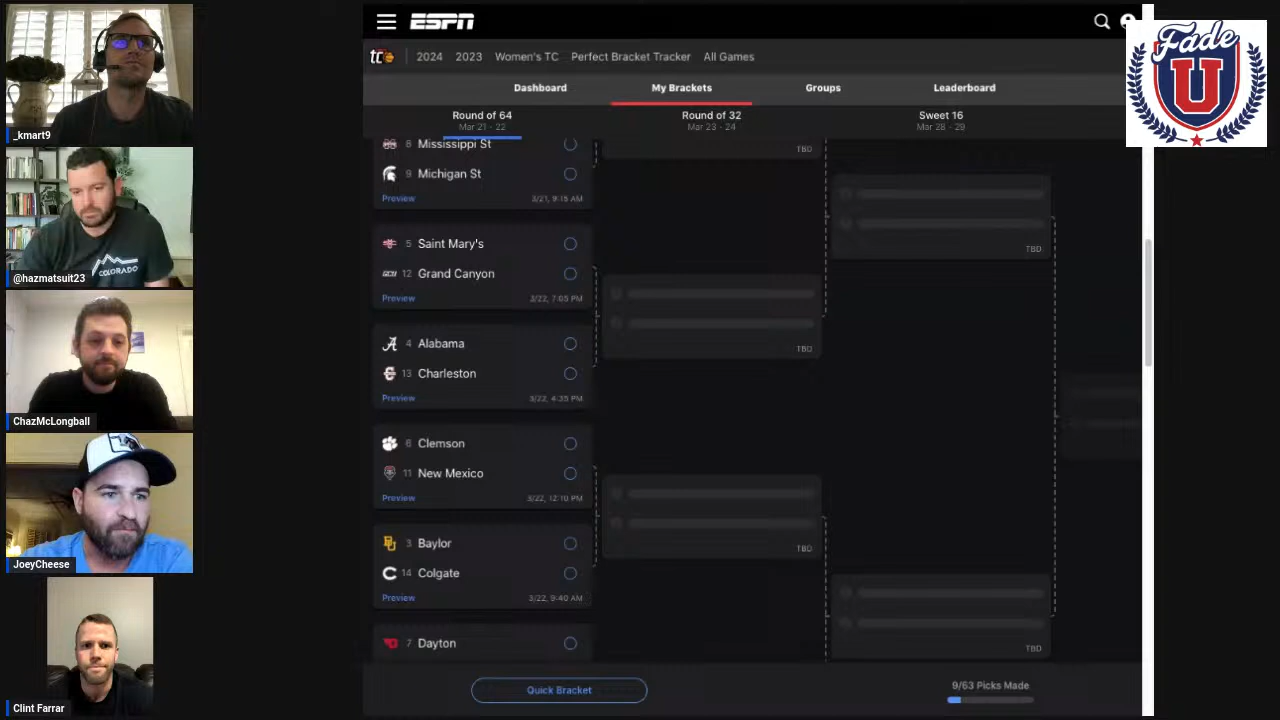 _kmart9
@hazmatsuit23
COLORADO
ChazMcLongball
JoeyCheese
Clint Farrar
ESPN
tc
2024 2023 Women's TC Perfect Bracket Tracker All Games
Dashboard My Brackets Groups Leaderboard
Round of 64 Round of 32 Sweet 16
Mar 21 - 22 Mar 23 - 24 Mar 28 - 29
8 Mississippi St
TBD
9 Michigan St
Preview 3/21, 9:15 AM
TBD
5 Saint Mary's
GCU 12 Grand Canyon
Preview 3/22, 7:05 PM
4 Alabama
TBD
13 Charleston
Preview 3/22, 4:35 PM
6 Clemson
11 New Mexico
Preview 3/22, 12:10 PM
3 Baylor
TBD
14 Colgate
Preview 3/22, 9:40 AM
7 Dayton
TBD
Quick Bracket
9/63 Picks Made
Fade
U